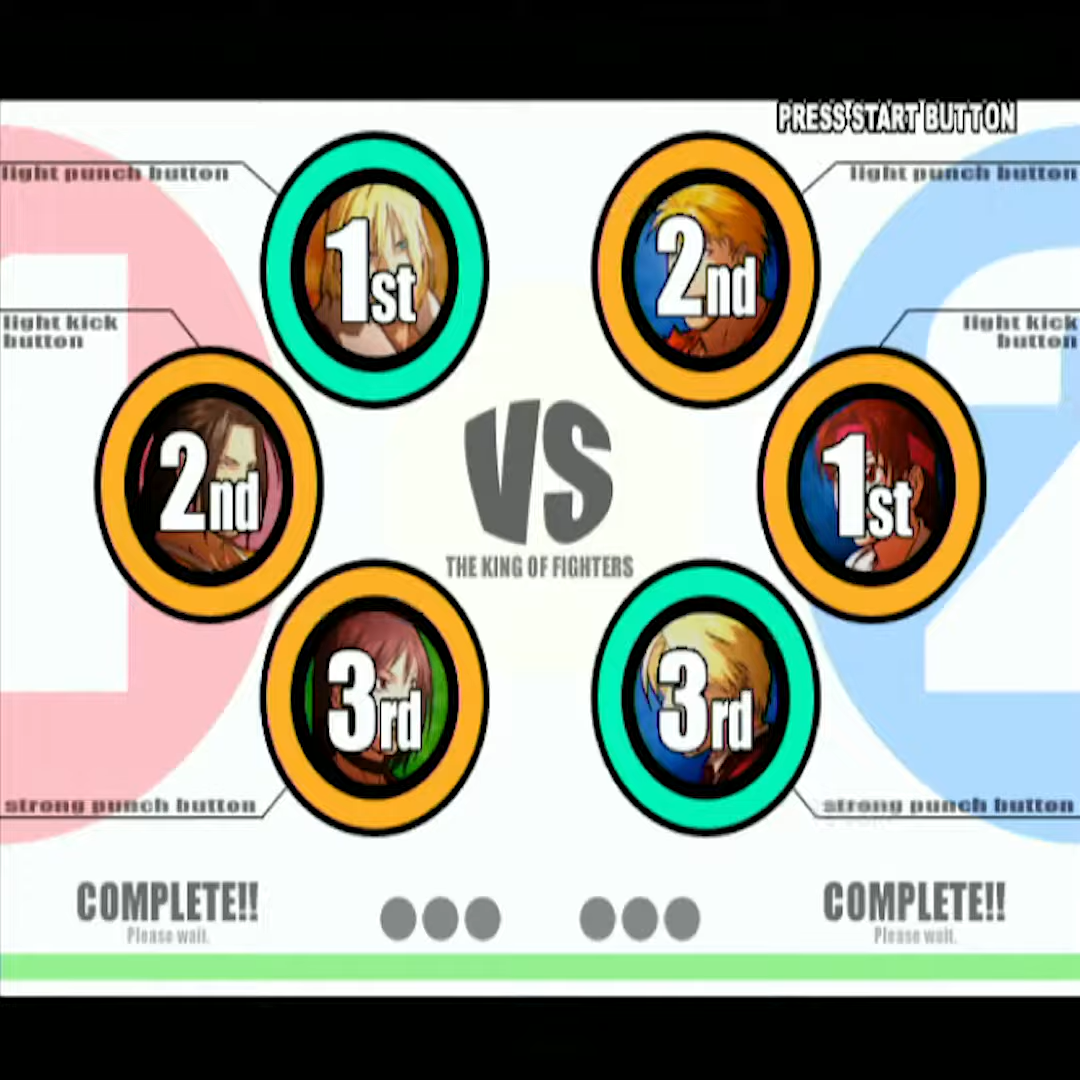 PRESS START BUTTON
light punch button
light punch button
1st
2nd
light kick
button
light kick
button
2nd
1st
VS
THE KING OF FIGHTERS
3rd
3rd
strong punch button
strong punch button
COMPLETE!!
Please wait.
COMPLETE!!
Please wait.
1
2